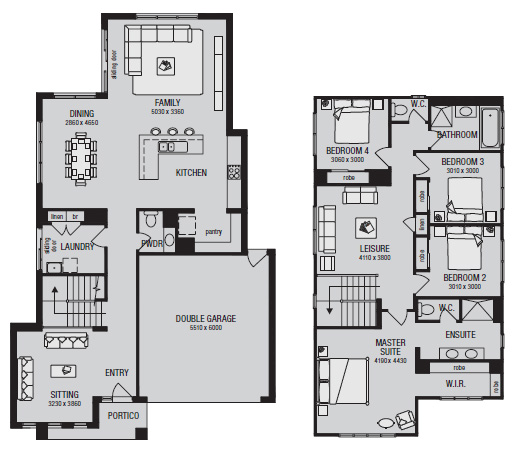 sliding door
FAMILY
5030 x 3360
DINING
2860 x 4650
KITCHEN
linen
br
sliding door
LAUNDRY
PWDR
pantry
DOUBLE GARAGE
5510 x 6000
ENTRY
SITTING
3230 x 3860
PORTICO
W.C.
BATHROOM
BEDROOM 4
3060 x 3000
robe
BEDROOM 3
3010 x 3000
robe
linen
LEISURE
4110 x 3800
robe
BEDROOM 2
3010 x 3000
W.C.
ENSUITE
MASTER
SUITE
4190 x 4430
robe
W.I.R.
robe